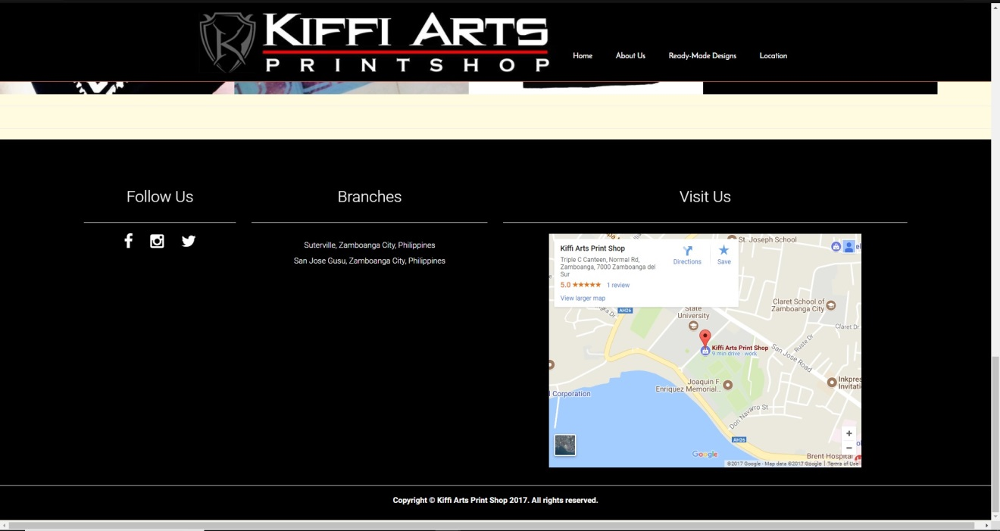 KIFFI ARTS
PRINTSHOP
Home About Us Ready-Made Designs Location
Follow Us
Branches
Suterville, Zamboanga City, Philippines
San Jose Gusu, Zamboanga City, Philippines
Visit Us
Kiffi Arts Print Shop
Triple C Canteen, Normal Rd,
Zamboanga, 7000 Zamboanga del
Sur
5.0 ★★★★★ 1 review
View larger map
Directions
Save
St. Joseph School
AH26
State
University
Claret School of
Zamboanga City
Claret Dr
Ruste Dr
San Jose Road
Kiffi Arts Print Shop
9 min drive · work
Joaquin F.
Enriquez Memorial...
Inkpres
Invitati
l Corporation
Don Navarro St
AH26
Google
Brent Hospital
©2017 Google - Map data ©2017 Google Terms of Use
Copyright © Kiffi Arts Print Shop 2017. All rights reserved.